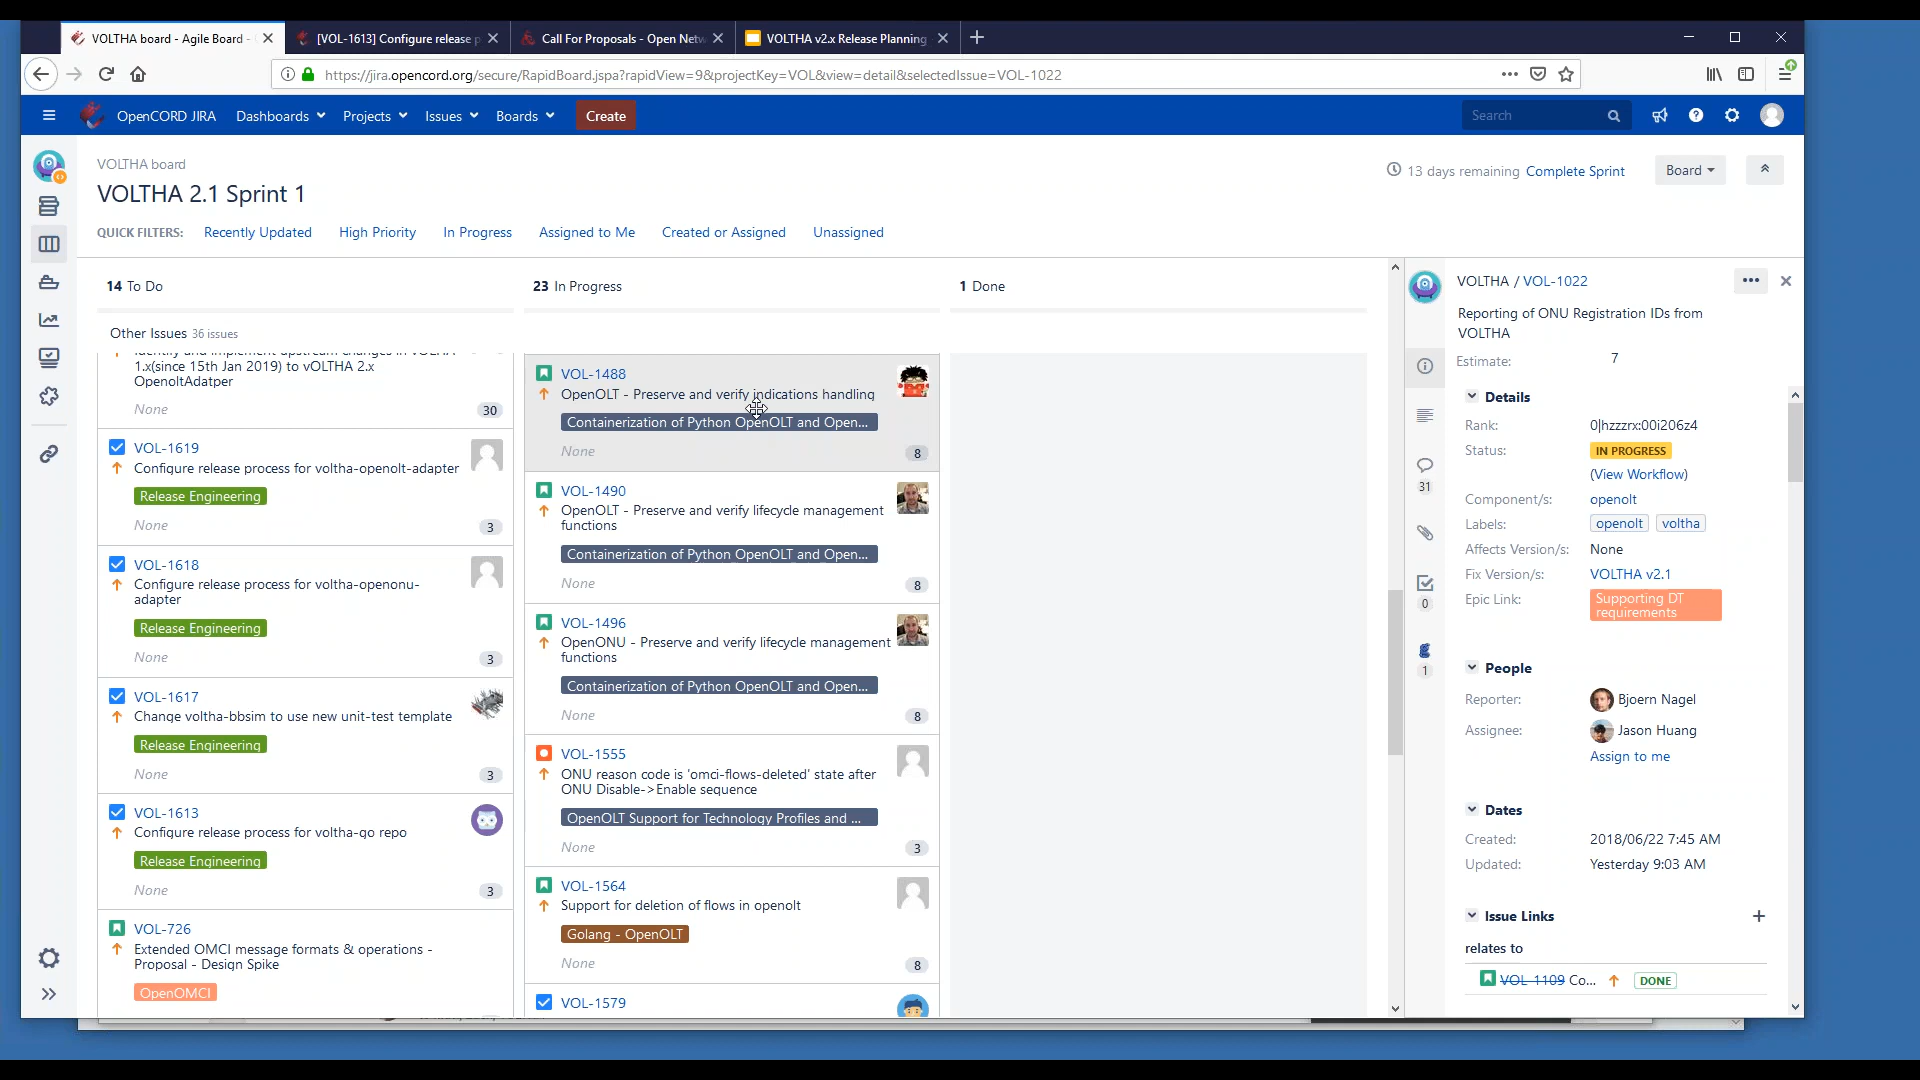 VOLTHA board - Agile Board -
[VOL-1613] Configure release p
Call For Proposals - Open Netw
VOLTHA v2.x Release Planning
https://jira.opencord.org/secure/RapidBoard.jspa?rapidView=9&projectKey=VOL&view=detail&selectedIssue=VOL-1022
OpenCORD JIRA
Dashboards
Projects
Issues
Boards
Create
Search
VOLTHA board
VOLTHA 2.1 Sprint 1
13 days remaining
Complete Sprint
Board
QUICK FILTERS:
Recently Updated
High Priority
In Progress
Assigned to Me
Created or Assigned
Unassigned
14 To Do
23 In Progress
1 Done
Other Issues 36 issues
Identify and implement upstream changes in VOLTHA
1.x(since 15th Jan 2019) to vOLTHA 2.x
OpenoltAdatper
None
30
VOL-1619
Configure release process for voltha-openolt-adapter
Release Engineering
None
3
VOL-1618
Configure release process for voltha-openonu-
adapter
Release Engineering
None
3
VOL-1617
Change voltha-bbsim to use new unit-test template
Release Engineering
None
3
VOL-1613
Configure release process for voltha-go repo
Release Engineering
None
3
VOL-726
Extended OMCI message formats & operations -
Proposal - Design Spike
OpenOMCI
VOL-1488
OpenOLT - Preserve and verify indications handling
Containerization of Python OpenOLT and Open...
None
8
VOL-1490
OpenOLT - Preserve and verify lifecycle management
functions
Containerization of Python OpenOLT and Open...
None
8
VOL-1496
OpenONU - Preserve and verify lifecycle management
functions
Containerization of Python OpenOLT and Open...
None
8
VOL-1555
ONU reason code is 'omci-flows-deleted' state after
ONU Disable->Enable sequence
OpenOLT Support for Technology Profiles and ...
None
3
VOL-1564
Support for deletion of flows in openolt
Golang - OpenOLT
None
8
VOL-1579
VOLTHA / VOL-1022
Reporting of ONU Registration IDs from
VOLTHA
Estimate: 7
31
0
1
Details
Rank: 0|hzzzrx:00i206z4
Status: IN PROGRESS
(View Workflow)
Component/s: openolt
Labels: openolt voltha
Affects Version/s: None
Fix Version/s: VOLTHA v2.1
Epic Link: Supporting DT
requirements
People
Reporter: Bjoern Nagel
Assignee: Jason Huang
Assign to me
Dates
Created: 2018/06/22 7:45 AM
Updated: Yesterday 9:03 AM
Issue Links
relates to
VOL-1109 Co... DONE